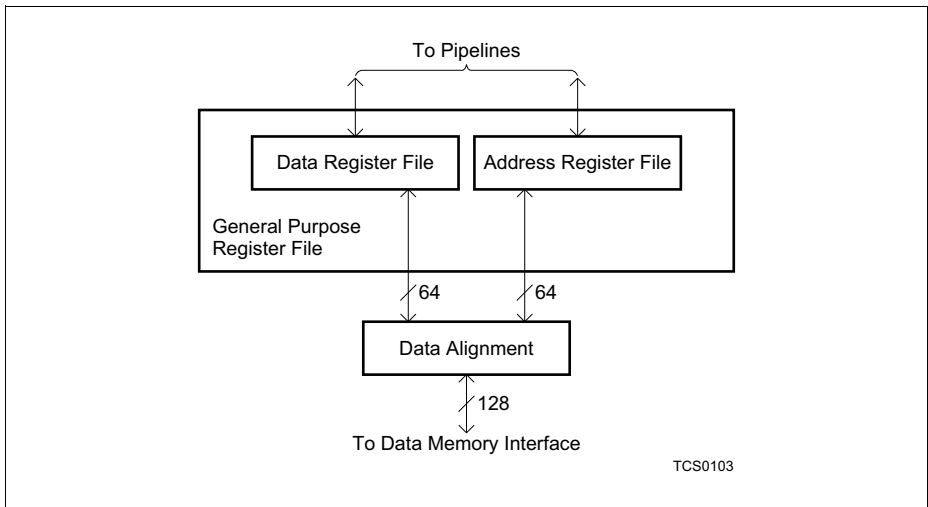 To Pipelines
Data Register File
Address Register File
General Purpose
Register File
64
64
Data Alignment
128
To Data Memory Interface
TCS0103